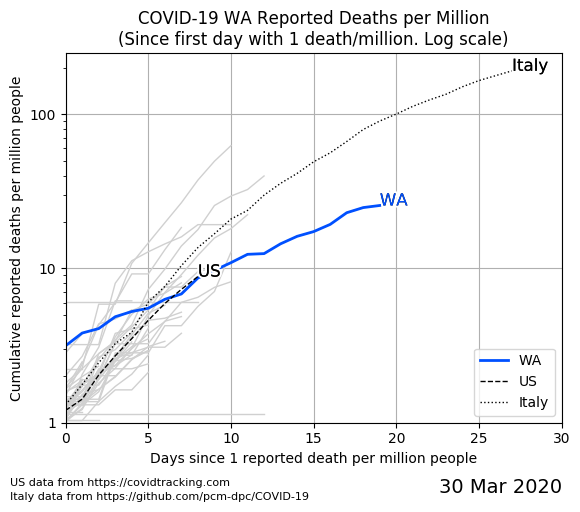 COVID-19 WA Reported Deaths per Million
(Since first day with 1 death/million. Log scale)
Cumulative reported deaths per million people
100
10
1
Italy
WA
US
WA
US
Italy
0 5 10 15 20 25 30
Days since 1 reported death per million people
US data from https://covidtracking.com
Italy data from https://github.com/pcm-dpc/COVID-19
30 Mar 2020